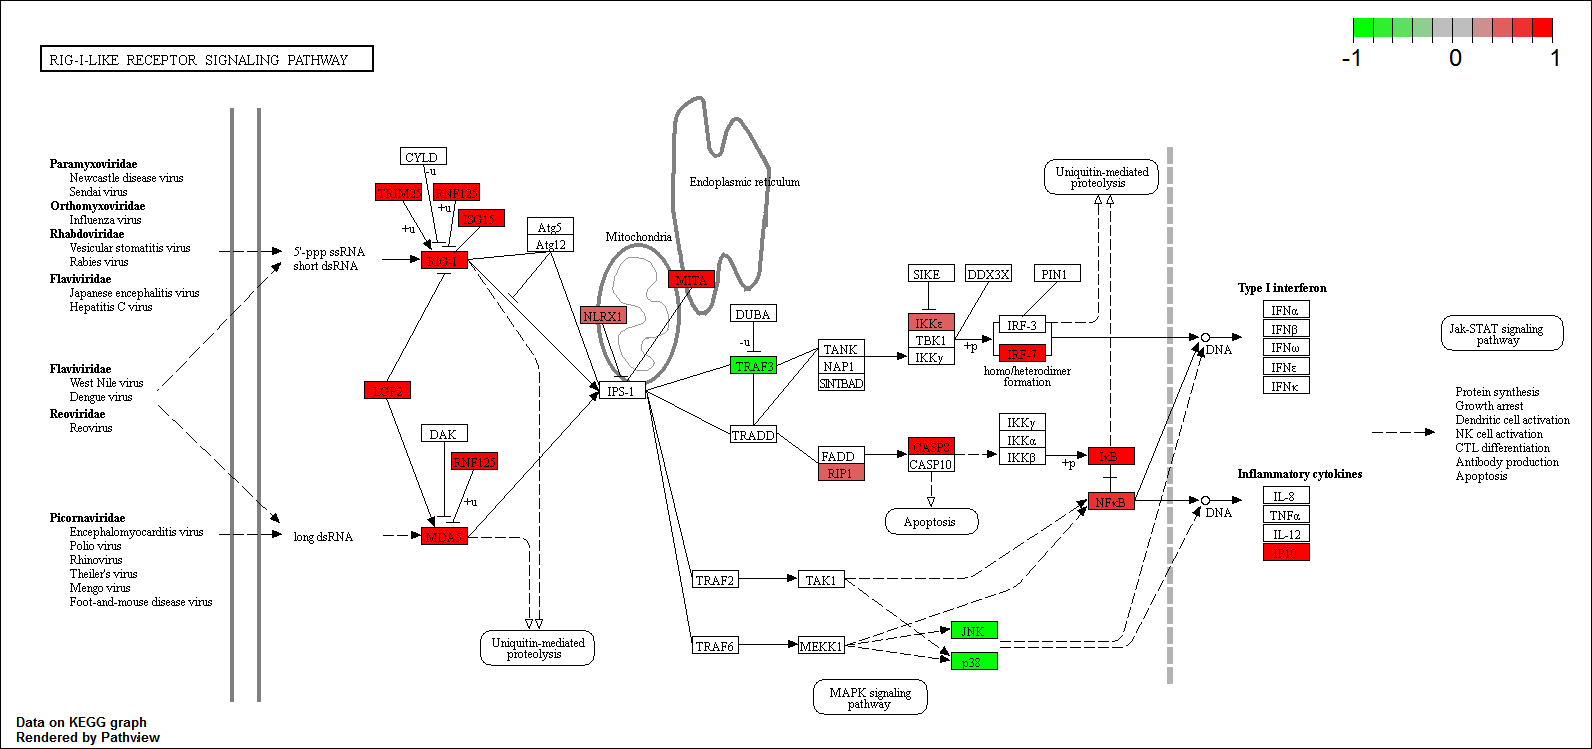 -1 0 1
RIG-I-LIKE RECEPTOR SIGNALING PATHWAY
Paramyxoviridae
Newcastle disease virus
Sendai virus
Orthomyxoviridae
Influenza virus
Rhabdoviridae
Vesicular stomatitis virus
Rabies virus
Flaviviridae
Japanese encephalitis virus
Hepatitis C virus
Flaviviridae
West Nile virus
Dengue virus
Reoviridae
Reovirus
Picornaviridae
Encephalomyocarditis virus
Polio virus
Rhinovirus
Theiler's virus
Mengo virus
Foot-and-mouse disease virus
5'-ppp ssRNA
short dsRNA
long dsRNA
CYLD
-u
TRIM25
RNF125
+u
+u
ISG15
RIG-I
Atg5
Atg12
LGP2
DAK
RNF125
+u
MDA5
Uniquitin-mediated
proteolysis
Mitochondria
Endoplasmic reticulum
MITA
NLRX1
IPS-1
DUBA
-u
TRAF3
TRADD
TANK
NAP1
SINTBAD
FADD
RIP1
TRAF2
TAK1
TRAF6
MEKK1
MAPK signaling
pathway
SIKE
DDX3X
PIN1
IKKε
TBK1
IKKγ
+p
IRF-3
IRF-7
homo/heterodimer
formation
Uniquitin-mediated
proteolysis
CASP8
CASP10
Apoptosis
IKKγ
IKKα
IKKβ
+p
IκB
NFκB
JNK
p38
DNA
DNA
Type I interferon
IFNα
IFNβ
IFNω
IFNε
IFNκ
Inflammatory cytokines
IL-8
TNFα
IL-12
IP10
Jak-STAT signaling
pathway
Protein synthesis
Growth arrest
Dendritic cell activation
NK cell activation
CTL differentiation
Antibody production
Apoptosis
Data on KEGG graph
Rendered by Pathview